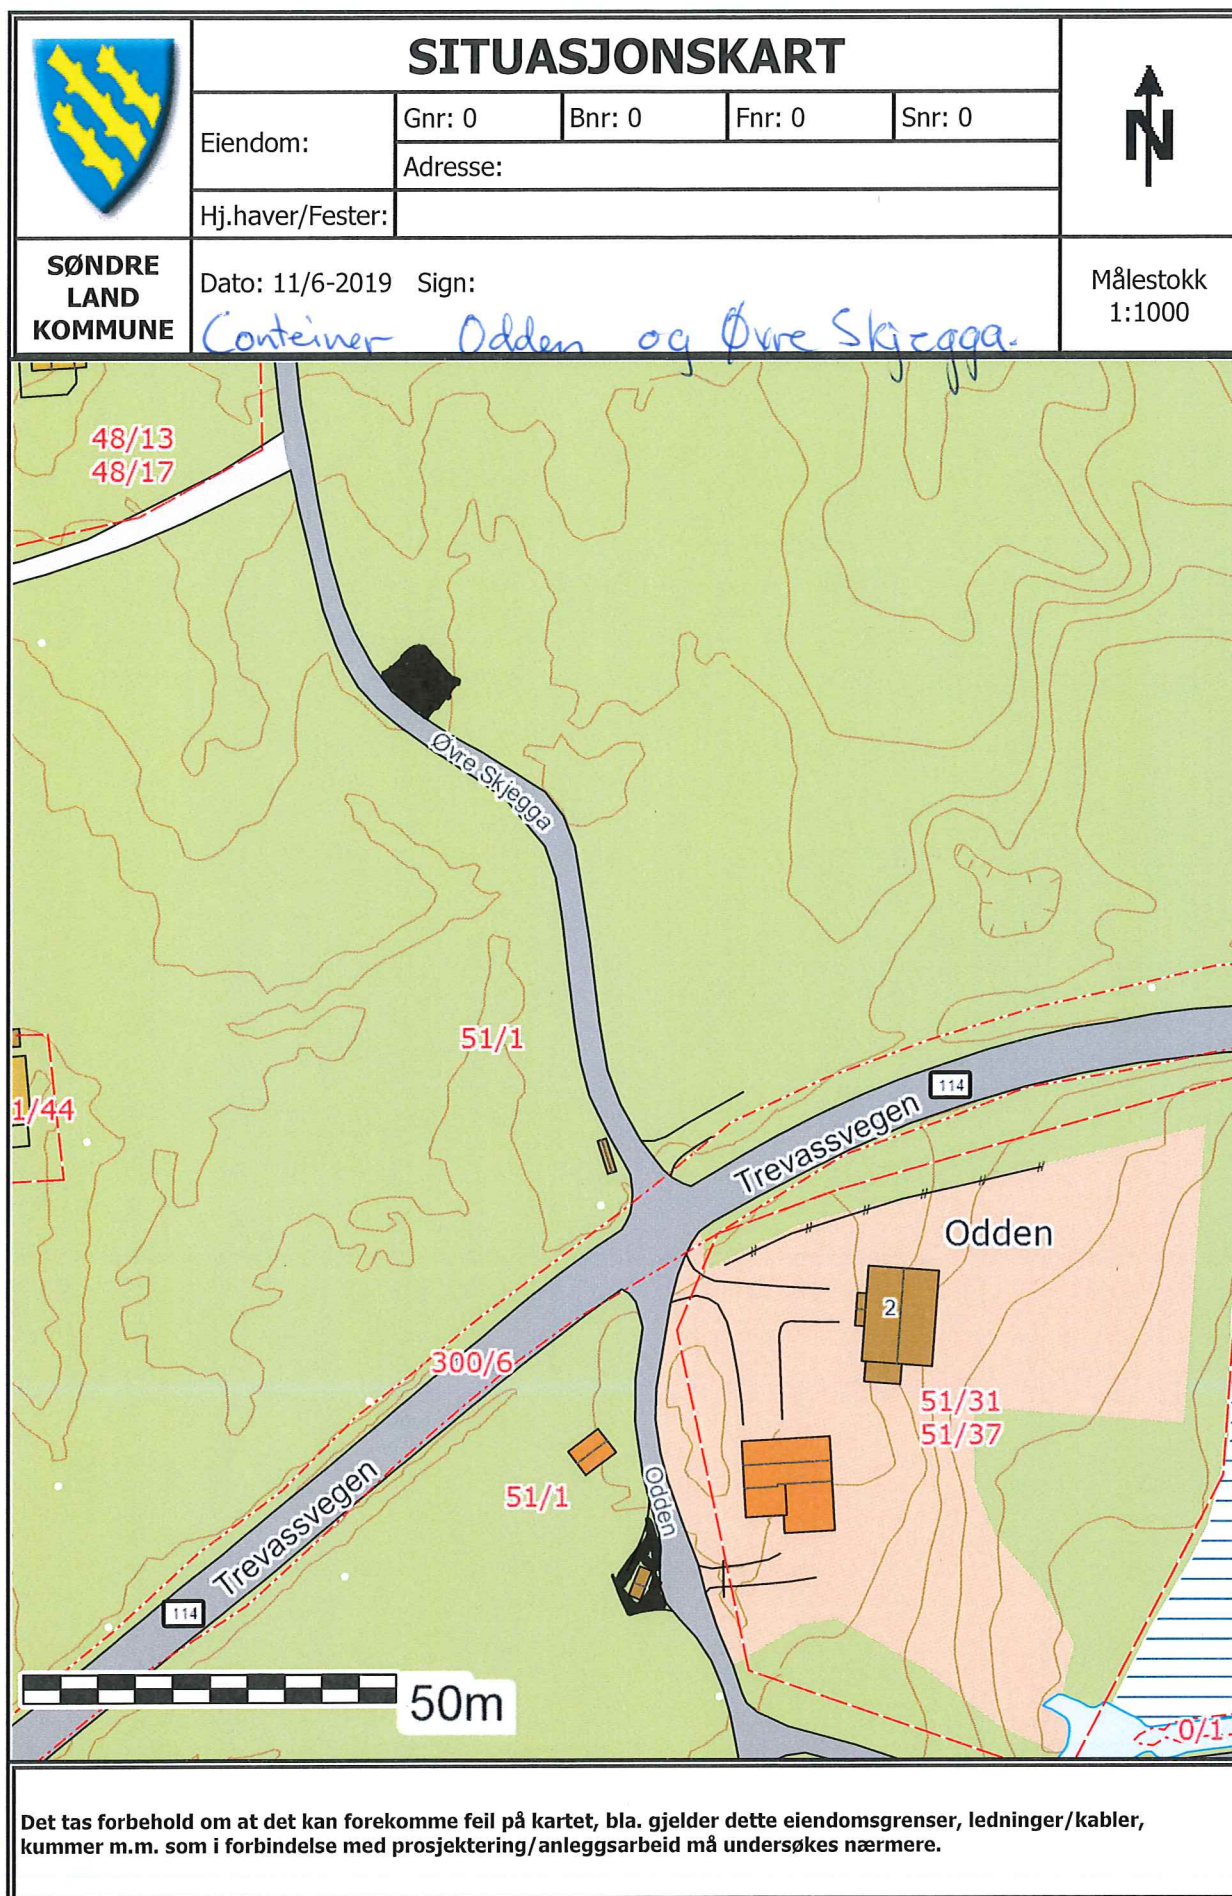 SITUASJONSKART
Eiendom:
Gnr: 0
Bnr: 0
Fnr: 0
Snr: 0
Adresse:
Hj.haver/Fester:
N
SØNDRE
LAND
KOMMUNE
Dato: 11/6-2019 Sign:
Conteiner Odden og Øvre Skjegga.
Målestokk
1:1000
48/13
48/17
Øvre Skjegga
51/1
1/44
114
Trevassvegen
Odden
2
300/6
51/31
51/37
51/1
Odden
Trevassvegen
114
50m
0/1
Det tas forbehold om at det kan forekomme feil på kartet, bla. gjelder dette eiendomsgrenser, ledninger/kabler,
kummer m.m. som i forbindelse med prosjektering/anleggsarbeid må undersøkes nærmere.